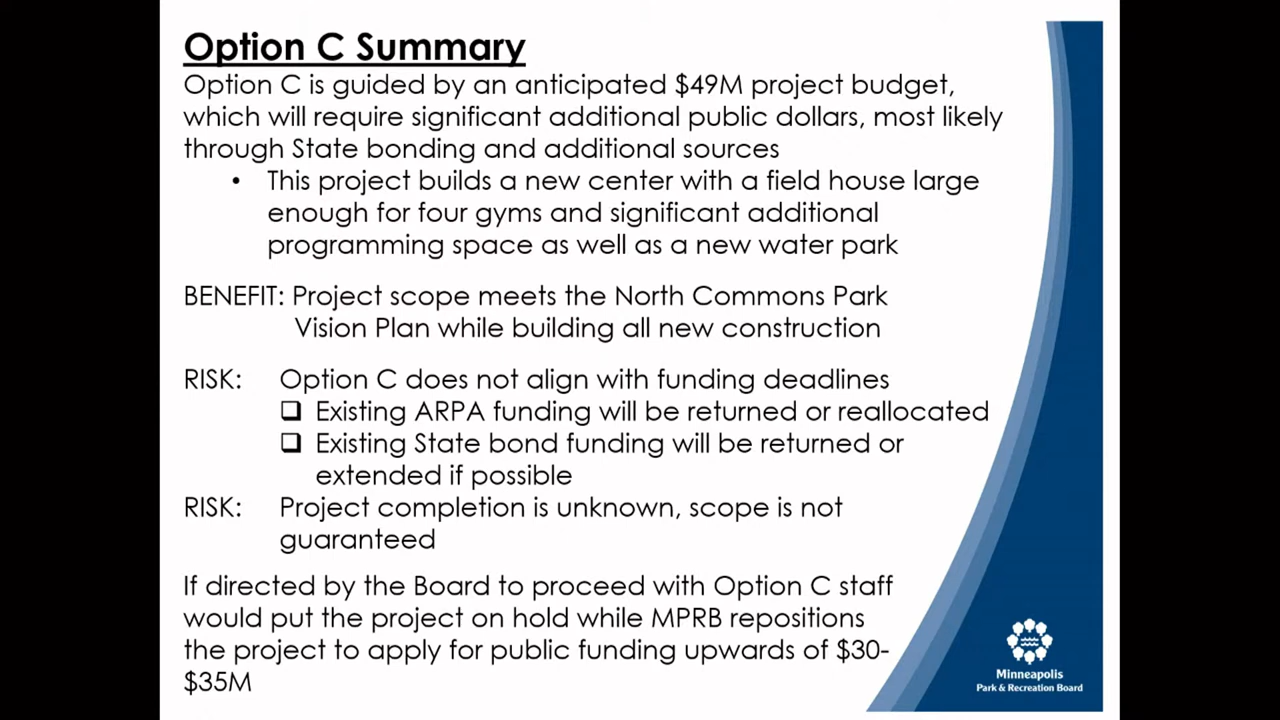 Option C Summary
Option C is guided by an anticipated $49M project budget,
which will require significant additional public dollars, most likely
through State bonding and additional sources
• This project builds a new center with a field house large
enough for four gyms and significant additional
programming space as well as a new water park
BENEFIT: Project scope meets the North Commons Park
Vision Plan while building all new construction
RISK: Option C does not align with funding deadlines
❑ Existing ARPA funding will be returned or reallocated
❑ Existing State bond funding will be returned or
extended if possible
RISK: Project completion is unknown, scope is not
guaranteed
If directed by the Board to proceed with Option C staff
would put the project on hold while MPRB repositions
the project to apply for public funding upwards of $30-
$35M
Minneapolis
Park & Recreation Board